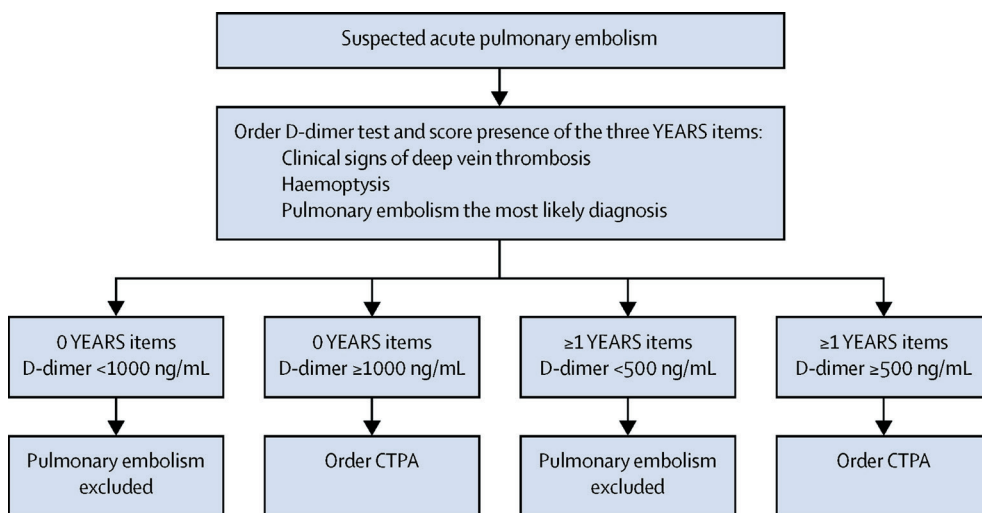 Suspected acute pulmonary embolism
Order D-dimer test and score presence of the three YEARS items:
Clinical signs of deep vein thrombosis
Haemoptysis
Pulmonary embolism the most likely diagnosis
0 YEARS items
D-dimer <1000 ng/mL
0 YEARS items
D-dimer ≥1000 ng/mL
≥1 YEARS items
D-dimer <500 ng/mL
≥1 YEARS items
D-dimer ≥500 ng/mL
Pulmonary embolism
excluded
Order CTPA
Pulmonary embolism
excluded
Order CTPA